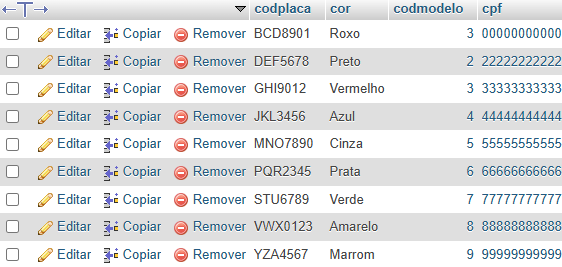 codplaca cor codmodelo cpf
Editar Copiar Remover BCD8901 Roxo 3 00000000000
Editar Copiar Remover DEF5678 Preto 2 22222222222
Editar Copiar Remover GHI9012 Vermelho 3 33333333333
Editar Copiar Remover JKL3456 Azul 4 44444444444
Editar Copiar Remover MNO7890 Cinza 5 55555555555
Editar Copiar Remover PQR2345 Prata 6 66666666666
Editar Copiar Remover STU6789 Verde 7 77777777777
Editar Copiar Remover VWX0123 Amarelo 8 88888888888
Editar Copiar Remover YZA4567 Marrom 9 99999999999